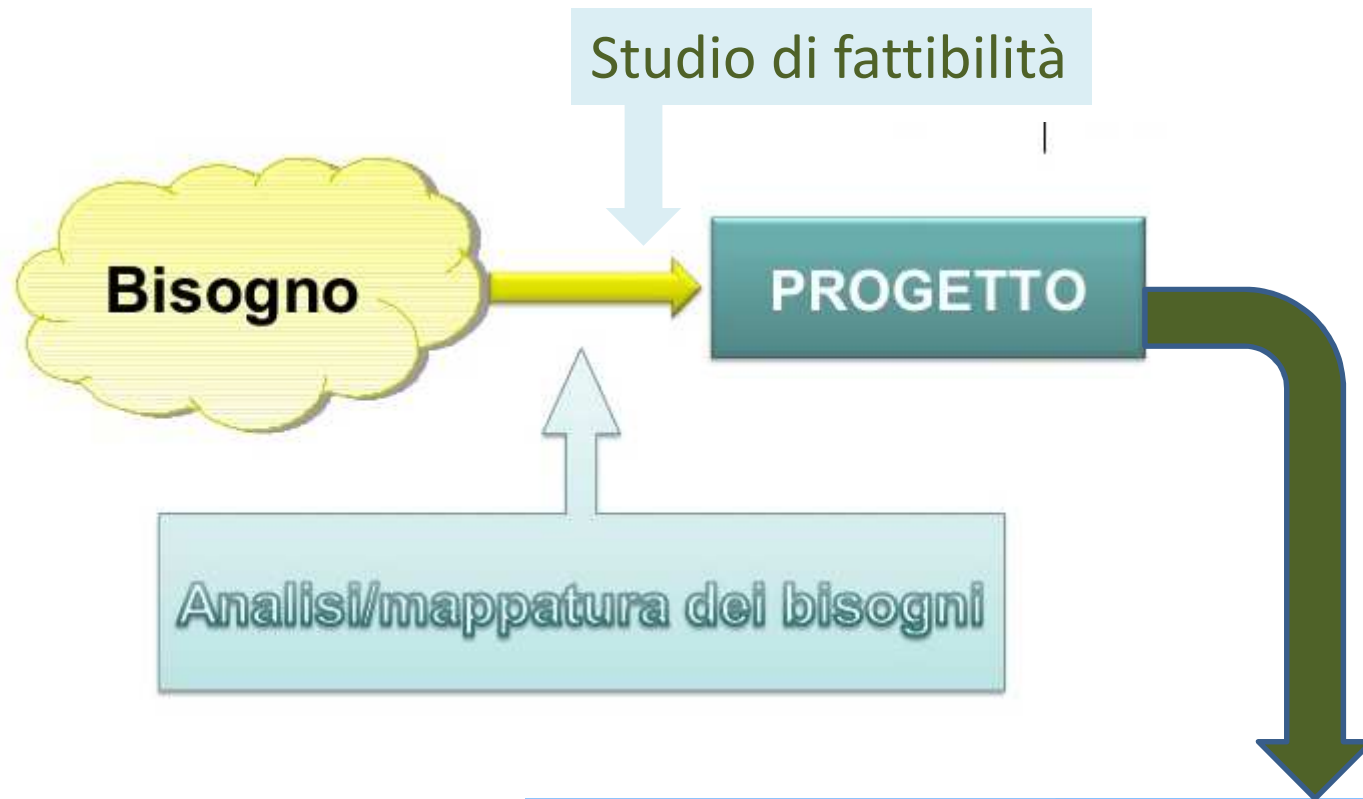 Studio di fattibilità
Bisogno
PROGETTO
Analisi/mappatura dei bisogni